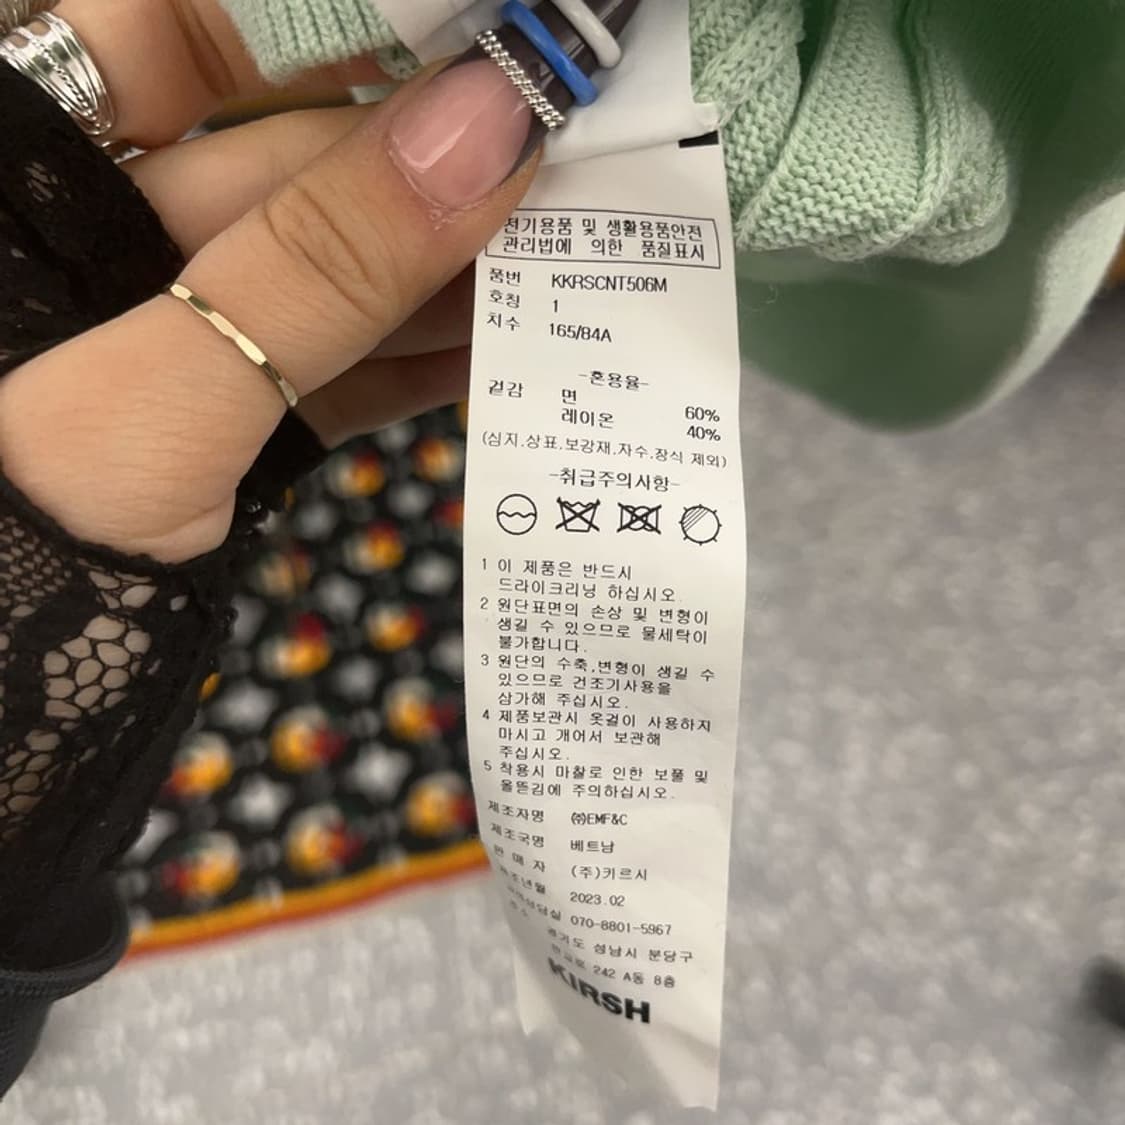 전기용품 및 생활용품안전
관리법에 의한 품질표시
품번 KKRSCNT506M
호칭 1
치수 165/84A
-혼용율-
겉감 면 60%
레이온 40%
(심지,상표,보강재,자수,장식 제외)
-취급주의사항-
1 이 제품은 반드시
드라이크리닝 하십시오.
2 원단표면의 손상 및 변형이
생길 수 있으므로 물세탁이
불가합니다.
3 원단의 수축,변형이 생길 수
있으므로 건조기사용을
삼가해 주십시오.
4 제품보관시 옷걸이 사용하지
마시고 개어서 보관해
주십시오.
5 착용시 마찰로 인한 보풀 및
올뜯김에 주의하십시오.
제조자명 ㈜EMF&C
제조국명 베트남
판 매 자 (주)키르시
제조년월 2023.02
070-8801-5967
경기도 성남시 분당구
판교로 242 A동 8층
KIRSH